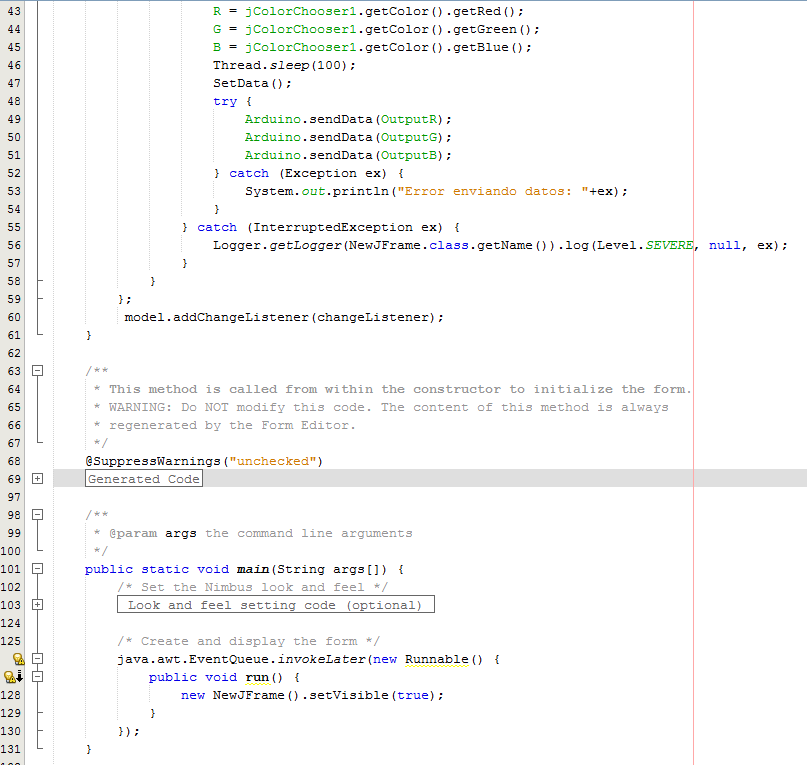 43 R = jColorChooser1.getColor().getRed();
44 G = jColorChooser1.getColor().getGreen();
45 B = jColorChooser1.getColor().getBlue();
46 Thread.sleep(100);
47 SetData();
48 try {
49 Arduino.sendData(OutputR);
50 Arduino.sendData(OutputG);
51 Arduino.sendData(OutputB);
52 } catch (Exception ex) {
53 System.out.println("Error enviando datos: "+ex);
54 }
55 } catch (InterruptedException ex) {
56 Logger.getLogger(NewJFrame.class.getName()).log(Level.SEVERE, null, ex);
57 }
58 }
59 };
60 model.addChangeListener(changeListener);
61 }
62
63 /**
64 * This method is called from within the constructor to initialize the form.
65 * WARNING: Do NOT modify this code. The content of this method is always
66 * regenerated by the Form Editor.
67 */
68 @SuppressWarnings("unchecked")
69 Generated Code
97
98 /**
99 * @param args the command line arguments
100 */
101 public static void main(String args[]) {
102 /* Set the Nimbus look and feel */
103 Look and feel setting code (optional)
124
125 /* Create and display the form */
java.awt.EventQueue.invokeLater(new Runnable() {
public void run() {
128 new NewJFrame().setVisible(true);
129 }
130 });
131 }